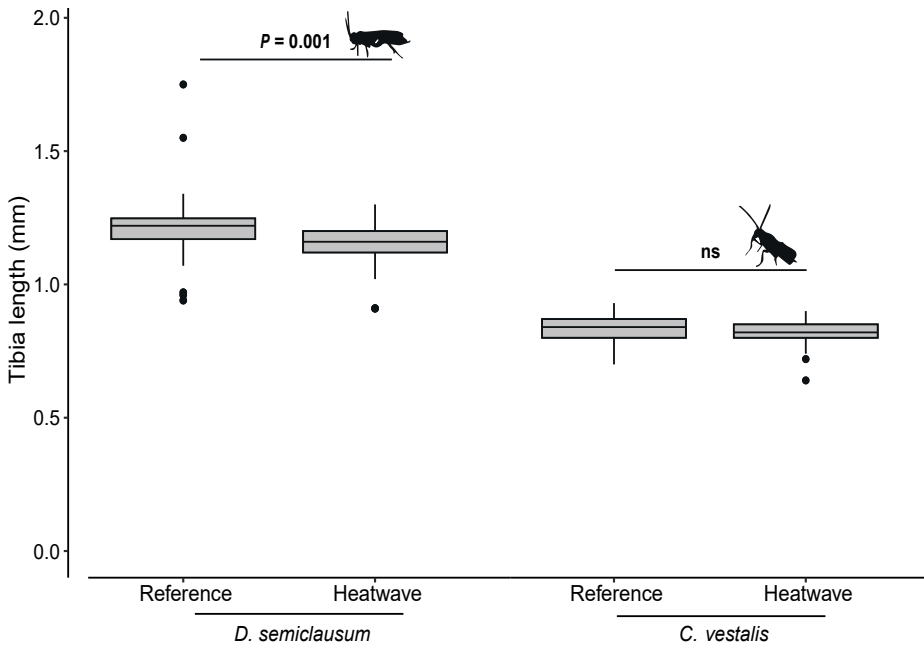 2.0
P = 0.001
1.5
Tibia length (mm)
ns
1.0
0.5
0.0
Reference Heatwave Reference Heatwave
D. semiclausum C. vestalis